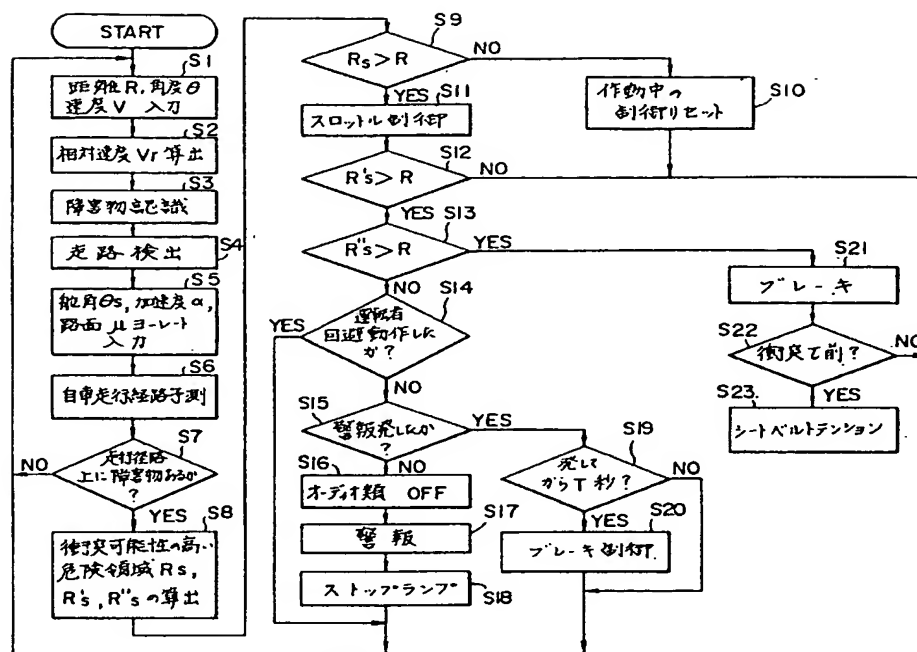 START
S1
距離R,角度θ
速度V 入力
S2
相対速度Vr算出
S3
障害物認識
S4
走路検出
S5
舵角θs,加速度α,
路面μヨーレート
入力
S6
自車走行経路予測
S7
走行径路
上に障害物あるか
?
NO
YES
S8
衝突可能性の高い
危険領域Rs,
R's,R"sの算出
S9
Rs>R
NO
YES
S10
作動中の
制御リセット
S11
スロットル制御
S12
R's>R
NO
YES
S13
R"s>R
YES
NO
S14
運転者
回避動作した
か?
YES
NO
S15
警報発したか
?
YES
NO
S16
オーディオ類 OFF
S17
警報
S18
ストップランプ
S19
発して
からT秒?
NO
YES
S20
ブレーキ制御
S21
ブレーキ
S22
衝突て前?
NO
YES
S23
シートベルトテンション